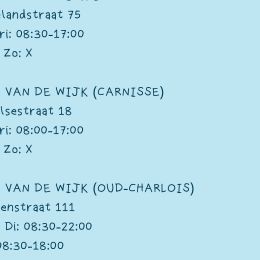 landstraat 75
ri: 08:30-17:00
Zo: X
VAN DE WIJK (CARNISSE)
lsestraat 18
ri: 08:00-17:00
Zo: X
VAN DE WIJK (OUD-CHARLOIS)
enstraat 111
Di: 08:30-22:00
08:30-18:00